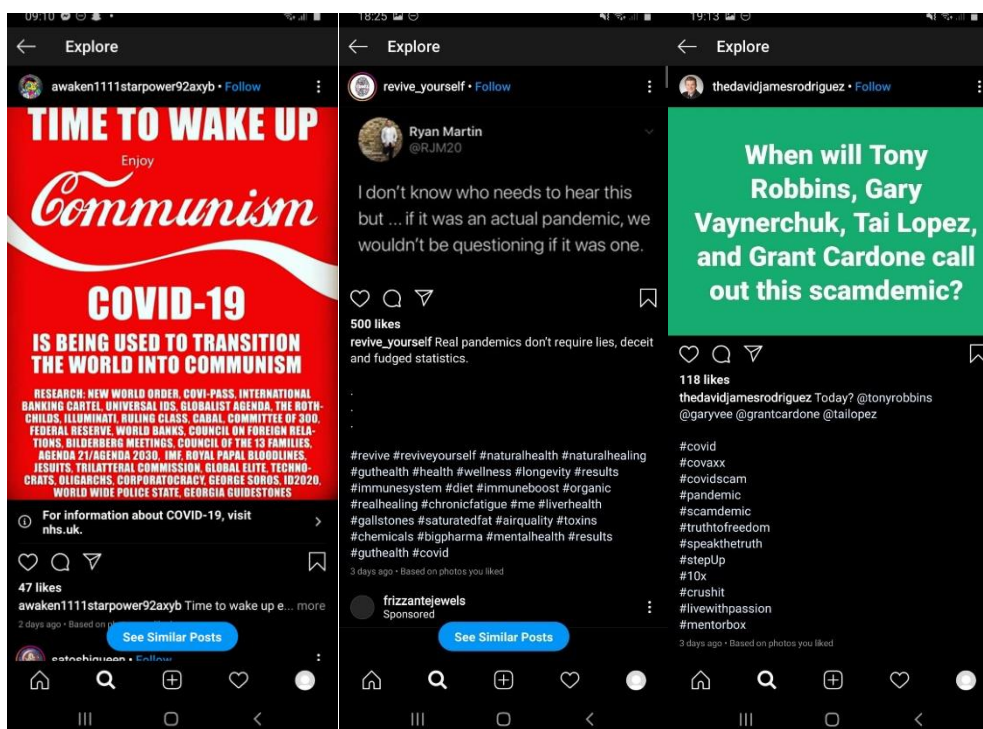 09:10
Explore
awaken1111starpower92axyb • Follow
TIME TO WAKE UP
Enjoy
Communism
COVID-19
IS BEING USED TO TRANSITION
THE WORLD INTO COMMUNISM
RESEARCH: NEW WORLD ORDER, COVI-PASS, INTERNATIONAL
BANKING CARTEL, UNIVERSAL IDS, GLOBALIST AGENDA, THE ROTH-
CHILDS, ILLUMINATI, RULING CLASS, CABAL, COMMITTEE OF 300,
FEDERAL RESERVE, WORLD BANKS, COUNCIL ON FOREIGN RELA-
TIONS, BILDERBERG MEETINGS, COUNCIL OF THE 13 FAMILIES,
AGENDA 21/AGENDA 2030, IMF, ROYAL PAPAL BLOODLINES,
JESUITS, TRILATTERAL COMMISSION, GLOBAL ELITE, TECHNO-
CRATS, OLIGARCHS, CORPORATOCRACY, GEORGE SOROS, ID2020,
WORLD WIDE POLICE STATE, GEORGIA GUIDESTONES
For information about COVID-19, visit
nhs.uk.
47 likes
awaken1111starpower92axyb Time to wake up e... more
2 days ago • Based on p
See Similar Posts
satoshiqueen • Follow
18:25
Explore
revive_yourself • Follow
Ryan Martin
@RJM20
I don't know who needs to hear this
but ... if it was an actual pandemic, we
wouldn't be questioning if it was one.
500 likes
revive_yourself Real pandemics don't require lies, deceit
and fudged statistics.
.
.
.
#revive #reviveyourself #naturalhealth #naturalhealing
#guthealth #health #wellness #longevity #results
#immunesystem #diet #immuneboost #organic
#realhealing #chronicfatigue #me #liverhealth
#gallstones #saturatedfat #airquality #toxins
#chemicals #bigpharma #mentalhealth #results
#guthealth #covid
3 days ago • Based on photos you liked
frizzantejewels
Sponsored
See Similar Posts
19:13
Explore
thedavidjamesrodriguez • Follow
When will Tony
Robbins, Gary
Vaynerchuk, Tai Lopez,
and Grant Cardone call
out this scamdemic?
118 likes
thedavidjamesrodriguez Today? @tonyrobbins
@garyvee @grantcardone @tailopez
#covid
#covaxx
#covidscam
#pandemic
#scamdemic
#truthtofreedom
#speakthetruth
#stepUp
#10x
#crushit
#livewithpassion
#mentorbox
3 days ago • Based on photos you liked